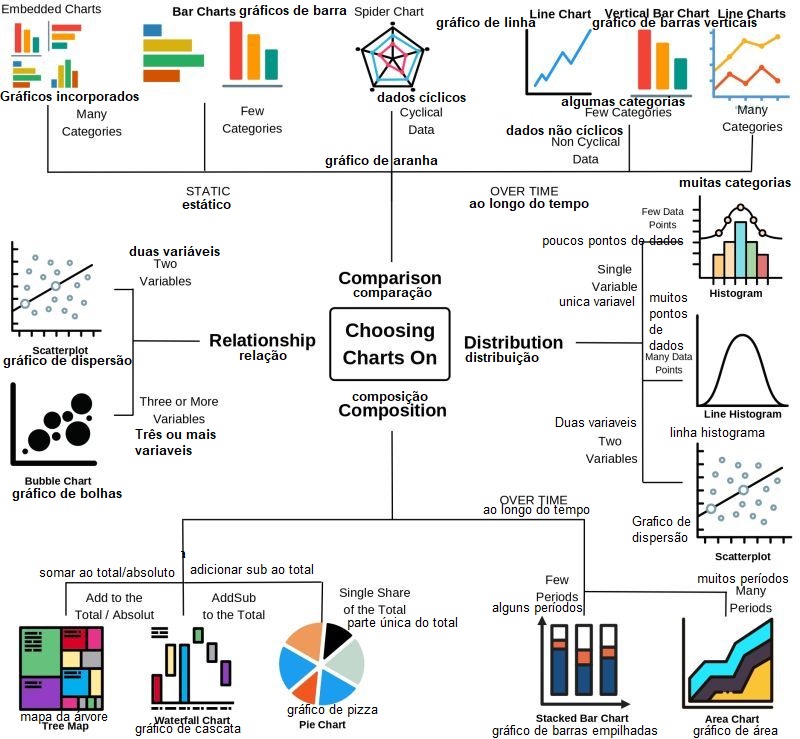 Embedded Charts
Bar Charts gráficos de barra
Spider Chart
gráfico de linha
Line Chart
Vertical Bar Chart
Line Charts
gráfico de barras verticais
Gráficos incorporados
Many
Categories
Few
Categories
dados cíclicos
Cyclical
Data
algumas categorias
Few Categories
Many
Categories
dados não cíclicos
Non Cyclical
Data
gráfico de aranha
muitas categorias
STATIC
estático
OVER TIME
ao longo do tempo
Few Data
Points
poucos pontos de dados
duas variáveis
Two
Variables
Comparison
comparação
Single
Variable
unica variavel
Histogram
muitos
pontos
de
dados
Many Data
Points
Scatterplot
gráfico de dispersão
Relationship
relação
Choosing
Charts On
Distribution
distribuição
composição
Composition
Three or More
Variables
Três ou mais
variaveis
Line Histogram
linha histograma
Duas variaveis
Two
Variables
Bubble Chart
gráfico de bolhas
OVER TIME
ao longo do tempo
Grafico de
dispersão
Scatterplot
somar ao total/absoluto
adicionar sub ao total
Add to the
Total / Absolut
AddSub
to the Total
Single Share
of the Total
parte única do total
Few
Periods
alguns períodos
muitos períodos
Many
Periods
mapa da árvore
Tree Map
Waterfall Chart
gráfico de cascata
gráfico de pizza
Pie Chart
Stacked Bar Chart
gráfico de barras empilhadas
Area Chart
gráfico de área